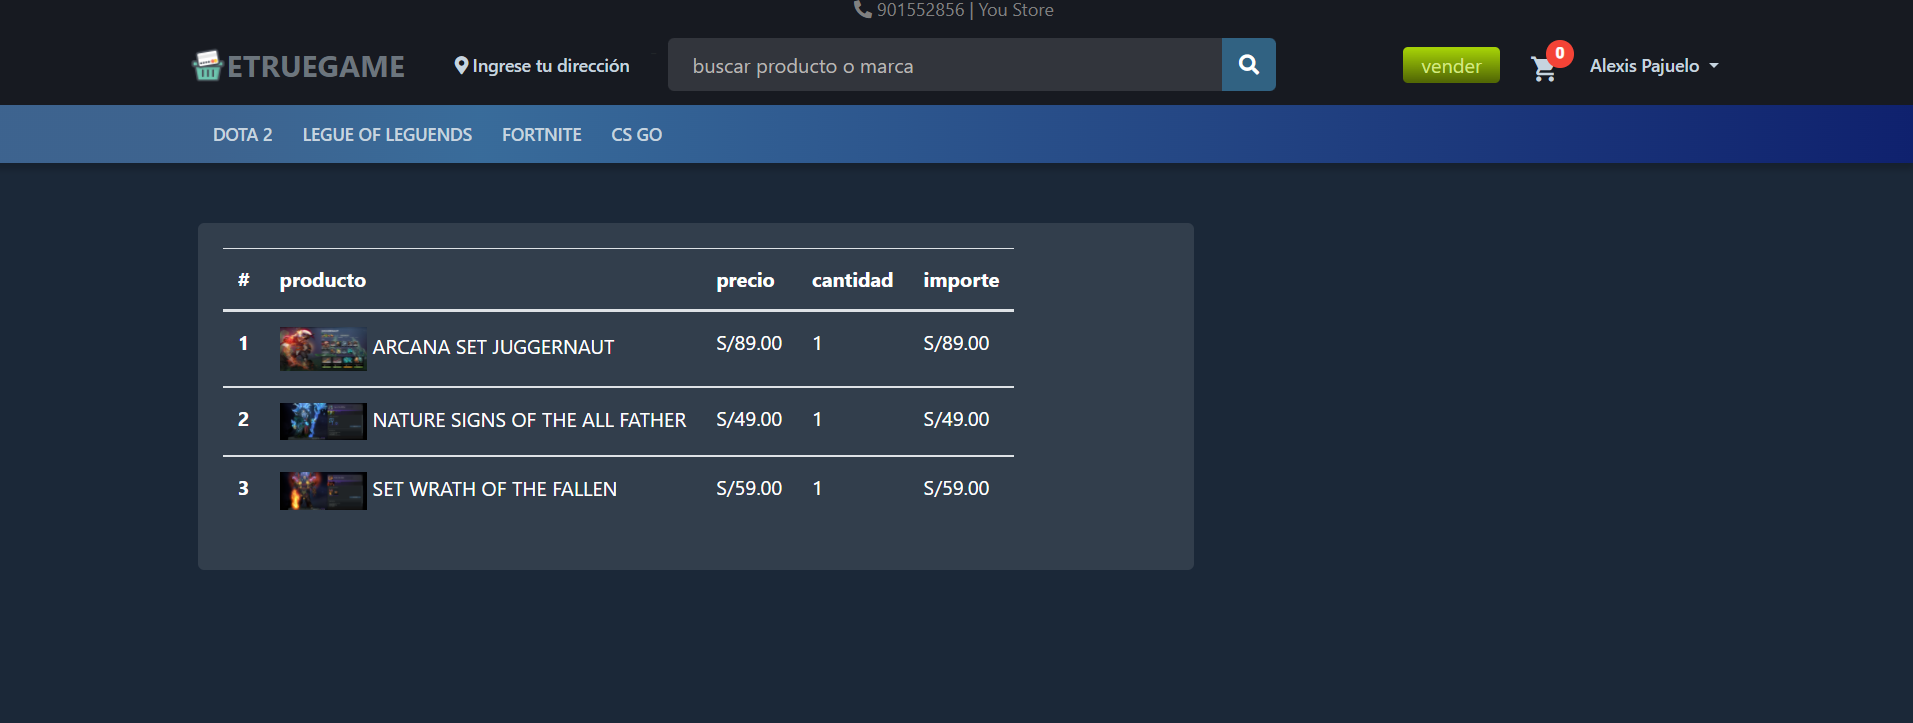 901552856 | You Store
ETRUEGAME
Ingrese tu dirección
buscar producto o marca
vender
0
Alexis Pajuelo
DOTA 2
LEGUE OF LEGUENDS
FORTNITE
CS GO
# producto precio cantidad importe
1 ARCANA SET JUGGERNAUT S/89.00 1 S/89.00
2 NATURE SIGNS OF THE ALL FATHER S/49.00 1 S/49.00
3 SET WRATH OF THE FALLEN S/59.00 1 S/59.00